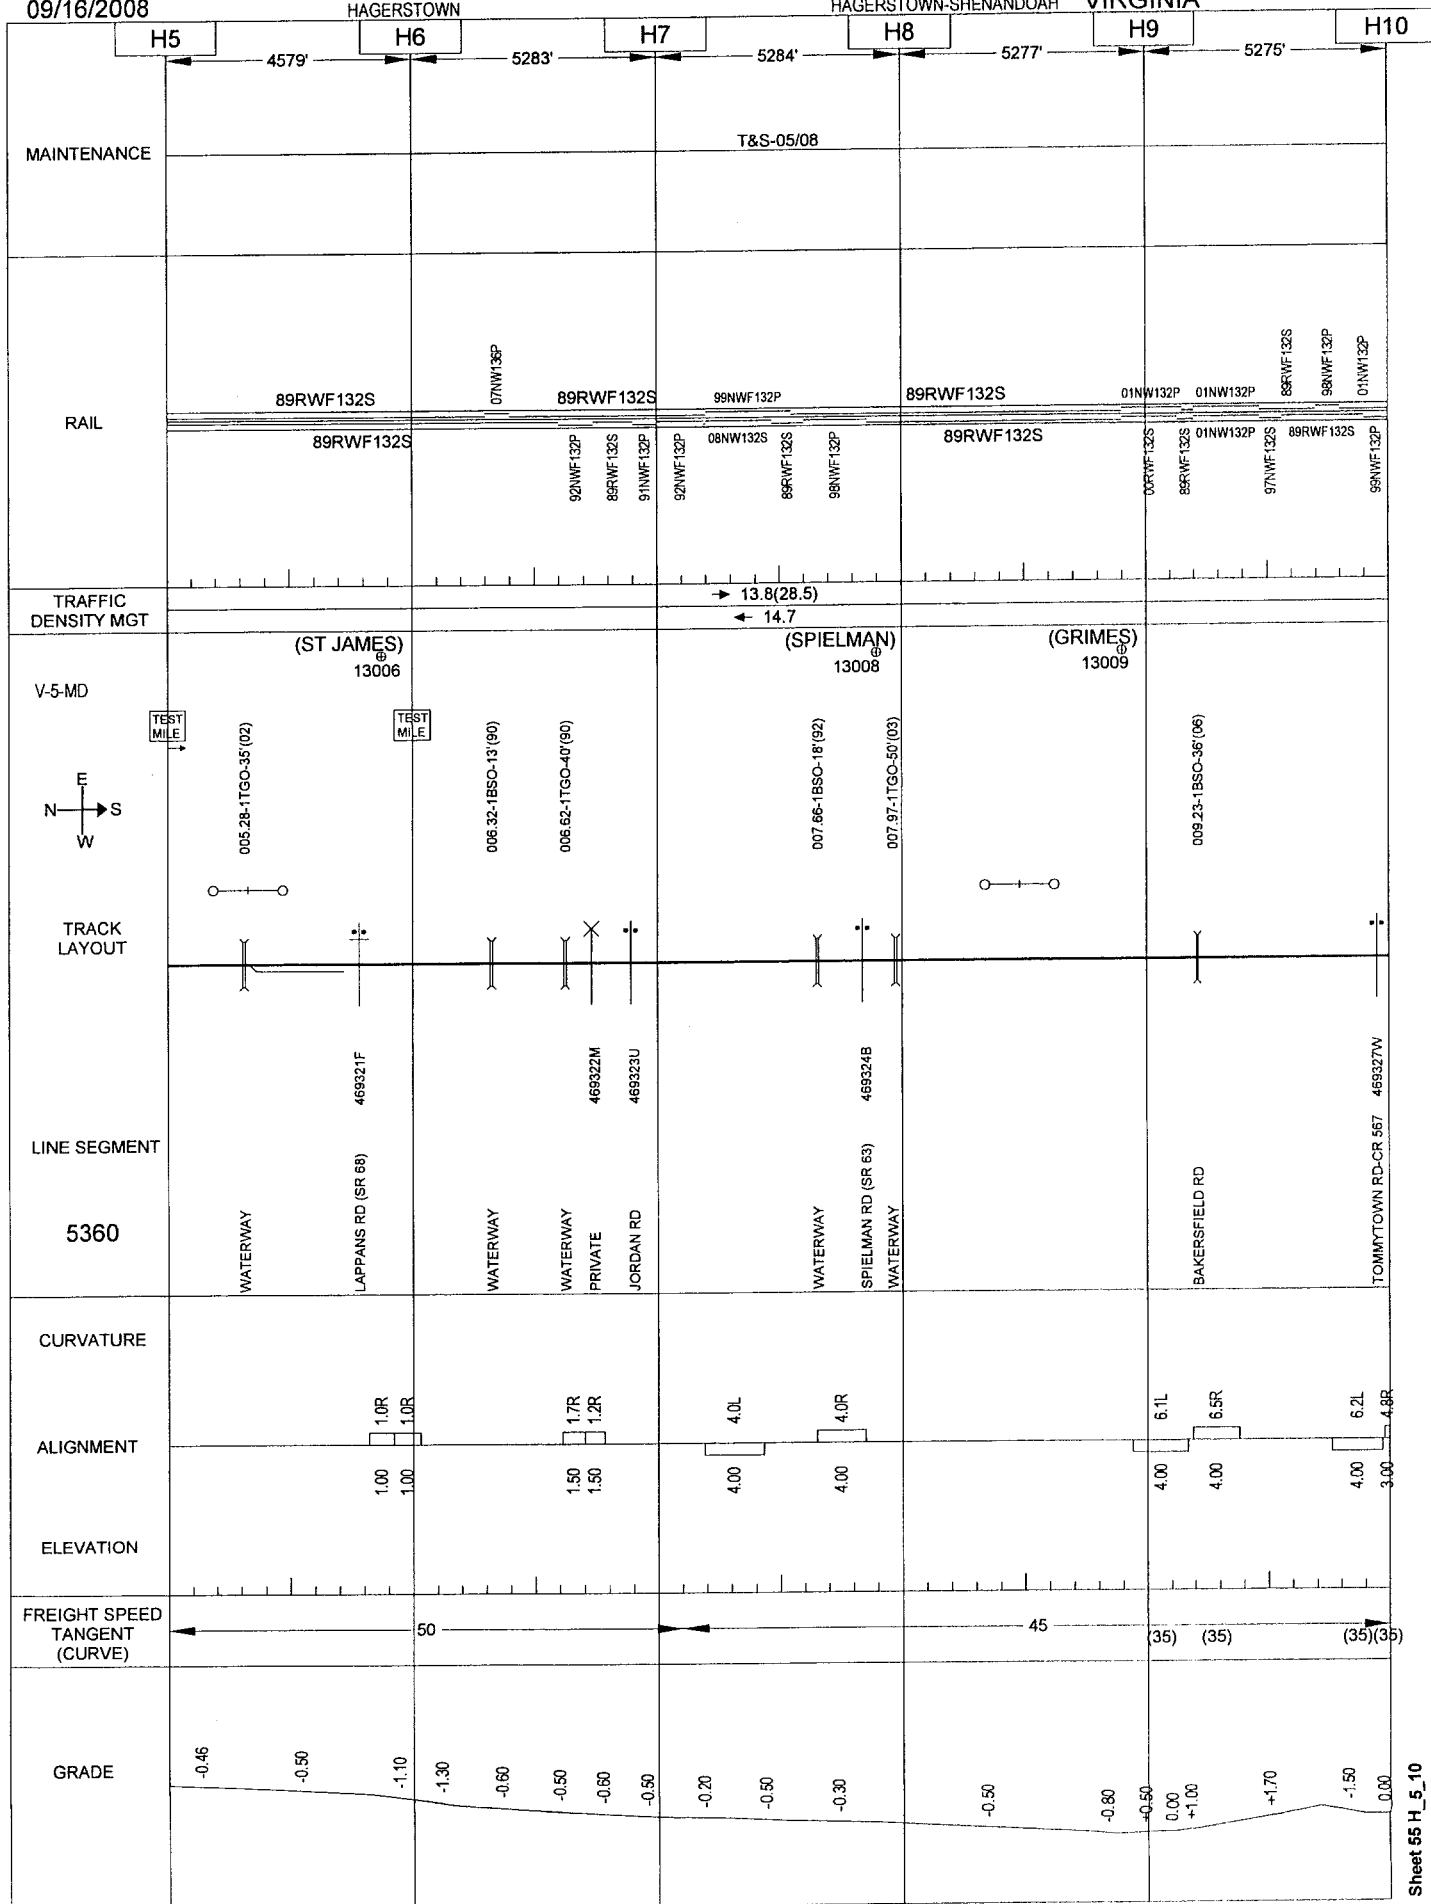 09/16/2008
HAGERSTOWN
HAGERSTOWN-SHENANDOAH
VIRGINIA
H5
H6
H7
H8
H9
H10
4579'
5283'
5284'
5277'
5275'
MAINTENANCE
T&S-05/08
RAIL
07NW136P
89RWF132S
98NWF132P
01NW132P
89RWF132S
89RWF132S
99NWF132P
89RWF132S
01NW132P
01NW132P
89RWF132S
08NW132S
89RWF132S
01NW132P
89RWF132S
92NWF132P
89RWF132S
91NWF132P
92NWF132P
89RWF132S
98NWF132P
00RWF132S
89RWF132S
97NWF132S
99NWF132P
TRAFFIC
DENSITY MGT
13.8(28.5)
14.7
(ST JAMES)
13006
(SPIELMAN)
13008
(GRIMES)
13009
V-5-MD
TEST
MILE
TEST
MILE
E
N
S
W
005.28-1TGO-35'(02)
006.32-1BSO-13'(90)
006.62-1TGO-40'(90)
007.66-1BSO-18'(92)
007.97-1TGO-50'(03)
009.23-1BSO-36'(06)
TRACK
LAYOUT
469321F
469322M
469323U
469324B
469327W
LINE SEGMENT
5360
WATERWAY
LAPPANS RD (SR 68)
WATERWAY
WATERWAY
PRIVATE
JORDAN RD
WATERWAY
SPIELMAN RD (SR 63)
WATERWAY
BAKERSFIELD RD
TOMMYTOWN RD-CR 567
CURVATURE
1.0R
1.0R
1.7R
1.2R
4.0L
4.0R
6.1L
6.5R
6.2L
4.8R
ALIGNMENT
1.00
1.00
1.50
1.50
4.00
4.00
4.00
4.00
4.00
3.00
ELEVATION
FREIGHT SPEED
TANGENT
(CURVE)
50
45
(35)
(35)
(35)
(35)
GRADE
-0.46
-0.50
-1.10
-1.30
-0.60
-0.50
-0.60
-0.50
-0.20
-0.50
-0.30
-0.50
-0.80
+0.50
0.00
+1.00
+1.70
-1.50
0.00
Sheet 55 H_5_10